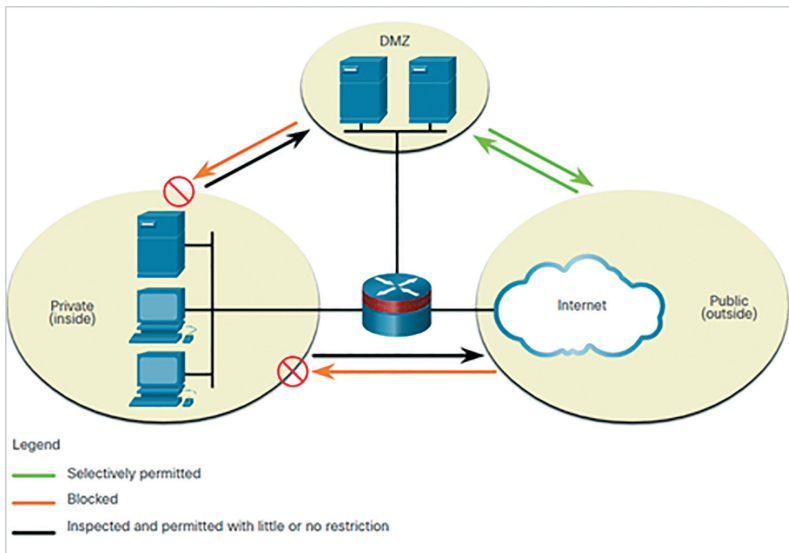 DMZ
Private
(inside)
Internet
Public
(outside)
Legend
Selectively permitted
Blocked
Inspected and permitted with little or no restriction